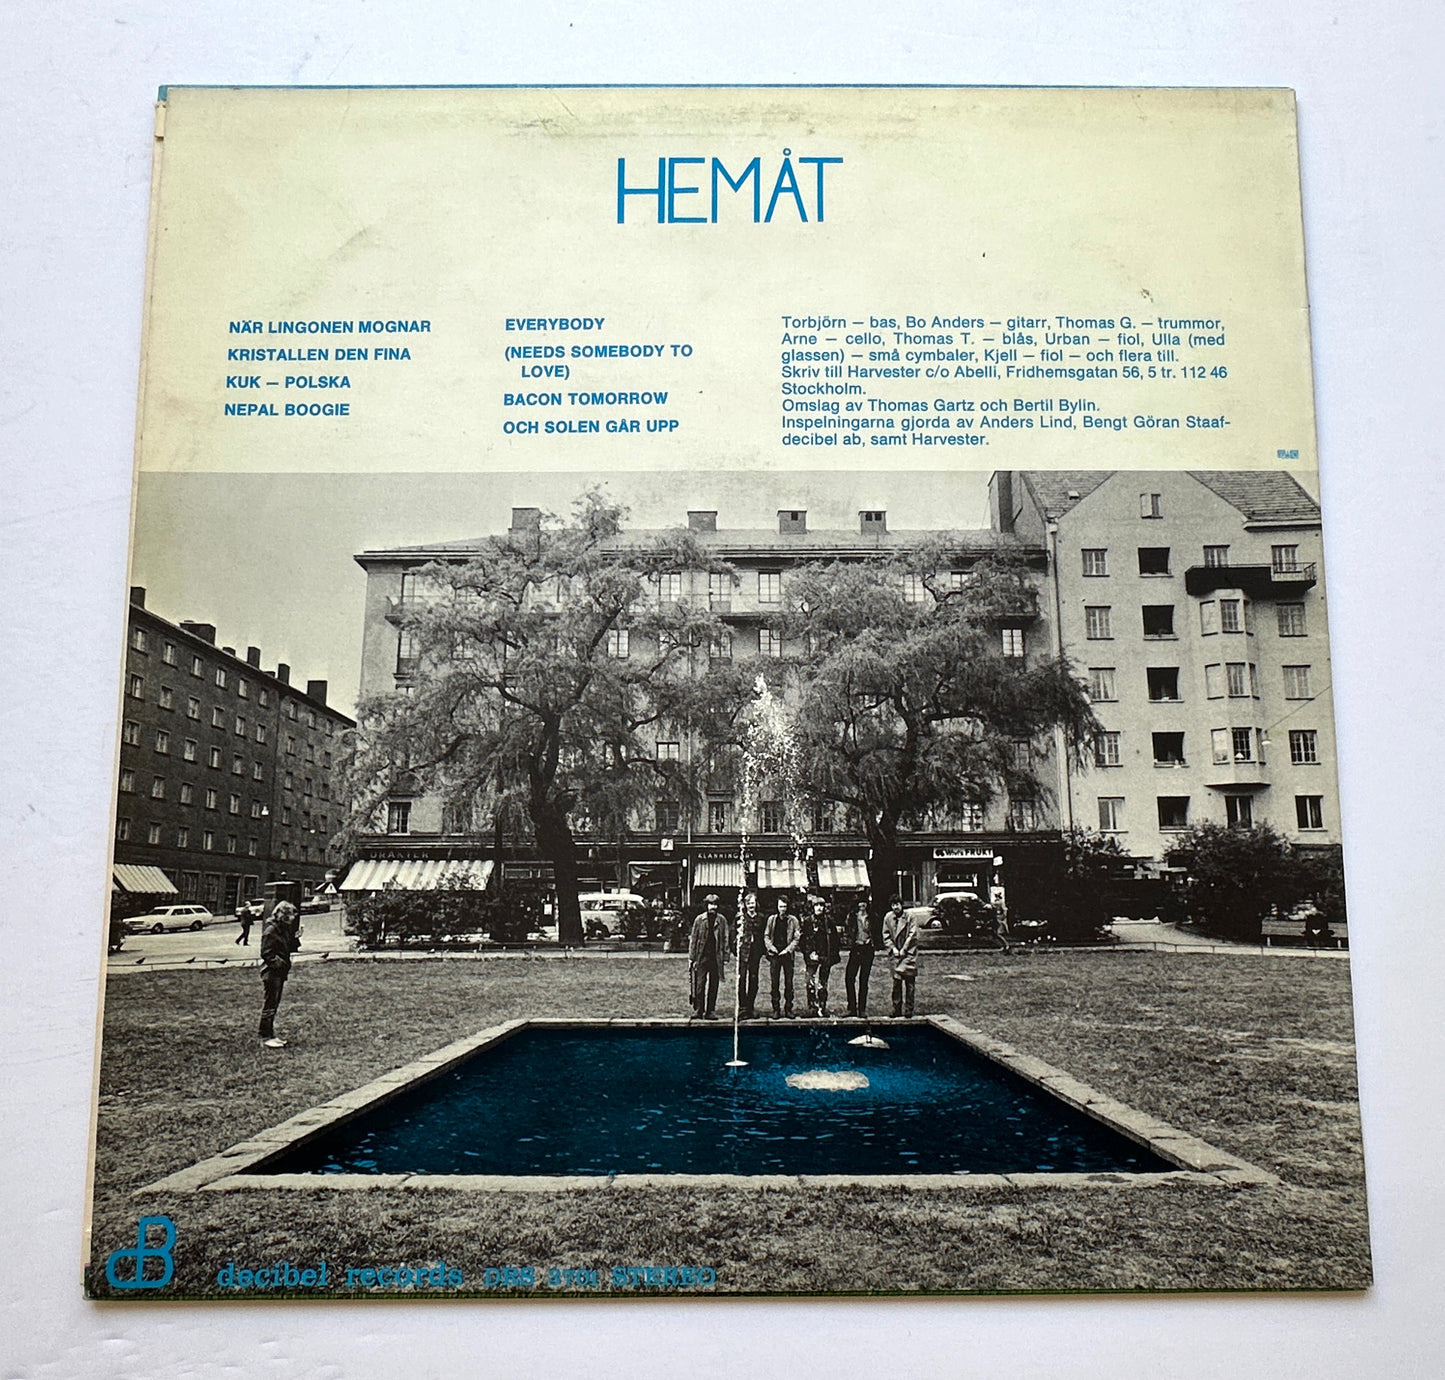 HEMÅT
NÄR LINGONEN MOGNAR
KRISTALLEN DEN FINA
KUK – POLSKA
NEPAL BOOGIE
EVERYBODY
(NEEDS SOMEBODY TO
LOVE)
BACON TOMORROW
OCH SOLEN GÅR UPP
Torbjörn – bas, Bo Anders – gitarr, Thomas G. – trummor,
Arne – cello, Thomas T. – blås, Urban – fiol, Ulla (med
glassen) – små cymbaler, Kjell – fiol – och flera till.
Skriv till Harvester c/o Abelli, Fridhemsgatan 56, 5 tr. 112 46
Stockholm.
Omslag av Thomas Gartz och Bertil Bylin.
Inspelningarna gjorda av Anders Lind, Bengt Göran Staaf-
decibel ab, samt Harvester.
FRUKT
dB
decibel records DRS 3701 STEREO